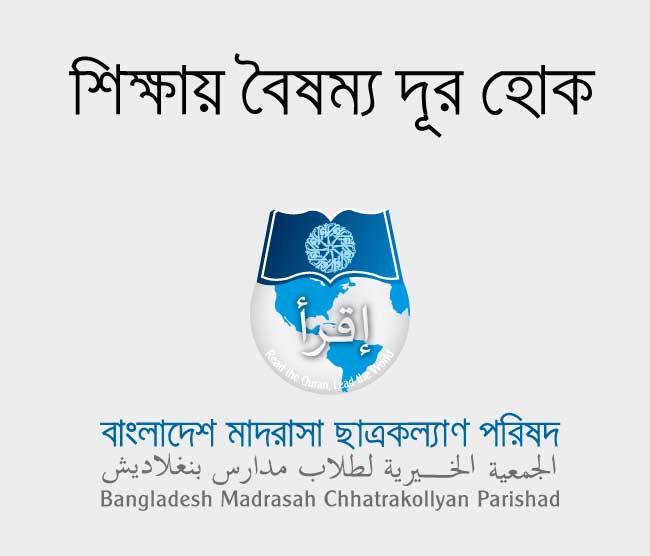 শিক্ষায় বৈষম্য দূর হোক
إقرأ
Read the Quran, Lead the World
বাংলাদেশ মাদরাসা ছাত্রকল্যাণ পরিষদ
الجمعية الخـــيرية لطلاب مدارس بنغلاديش
Bangladesh Madrasah Chhatrakollyan Parishad